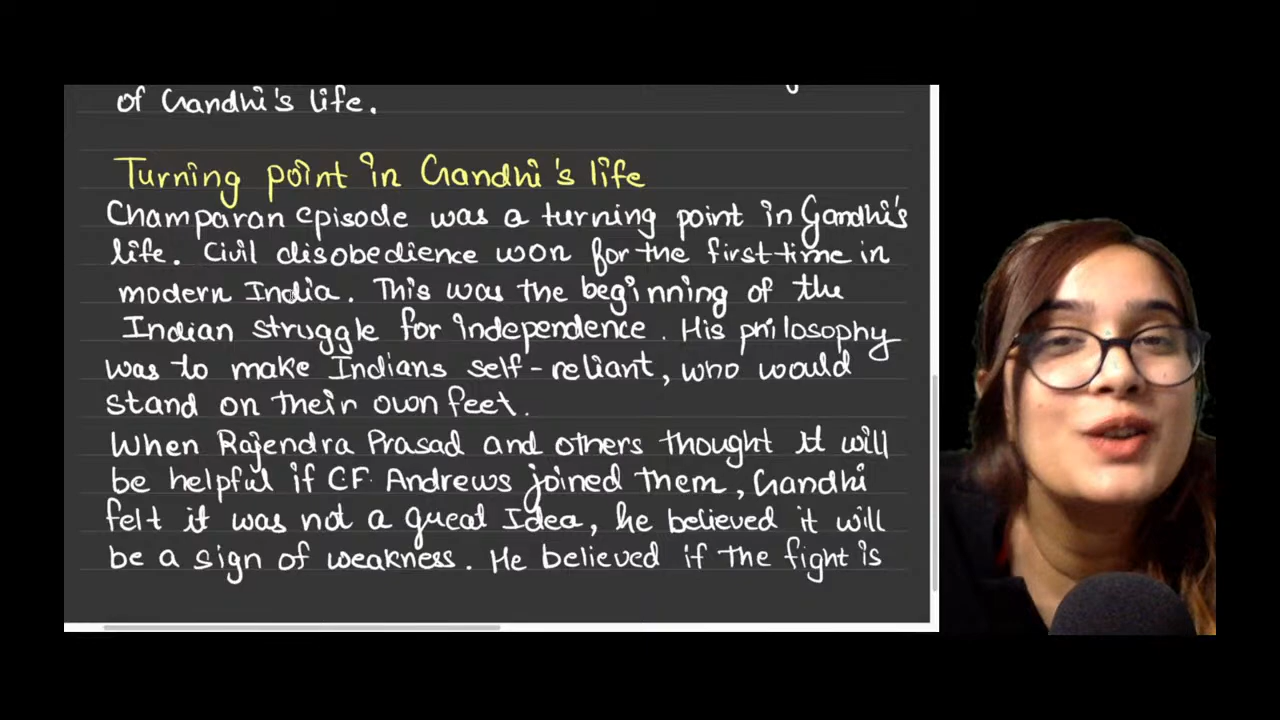 of Gandhi's life.
Turning point in Gandhi's life
Champaran episode was a turning point in Gandhi's
life. Civil disobedience won for the first time in
modern India. This was the beginning of the
Indian struggle for independence. His philosophy
was to make Indians self-reliant, who would
stand on their own feet.
When Rajendra Prasad and others thought it will
be helpful if CF. Andrews joined them, Gandhi
felt it was not a great Idea, he believed it will
be a sign of weakness. He believed if the fight is